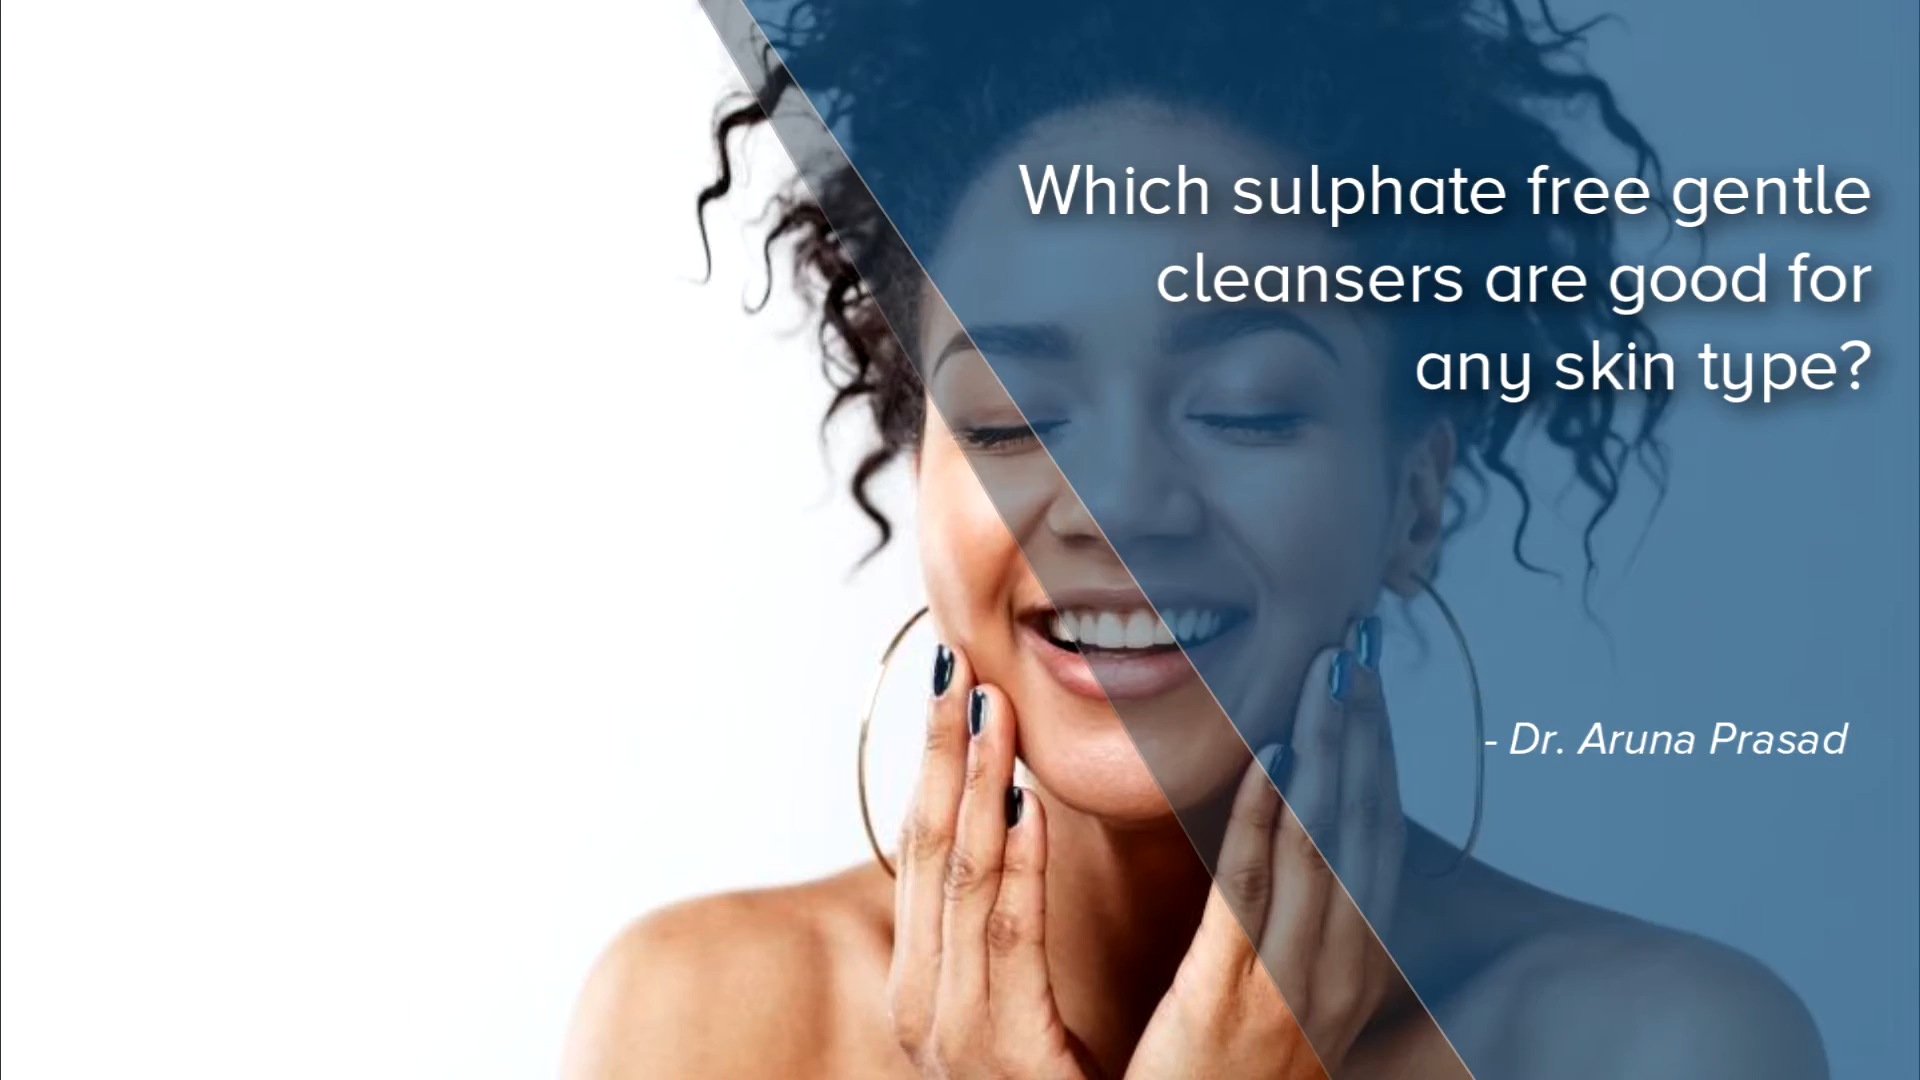 Which sulphate free gentle
cleansers are good for
any skin type?
- Dr. Aruna Prasad